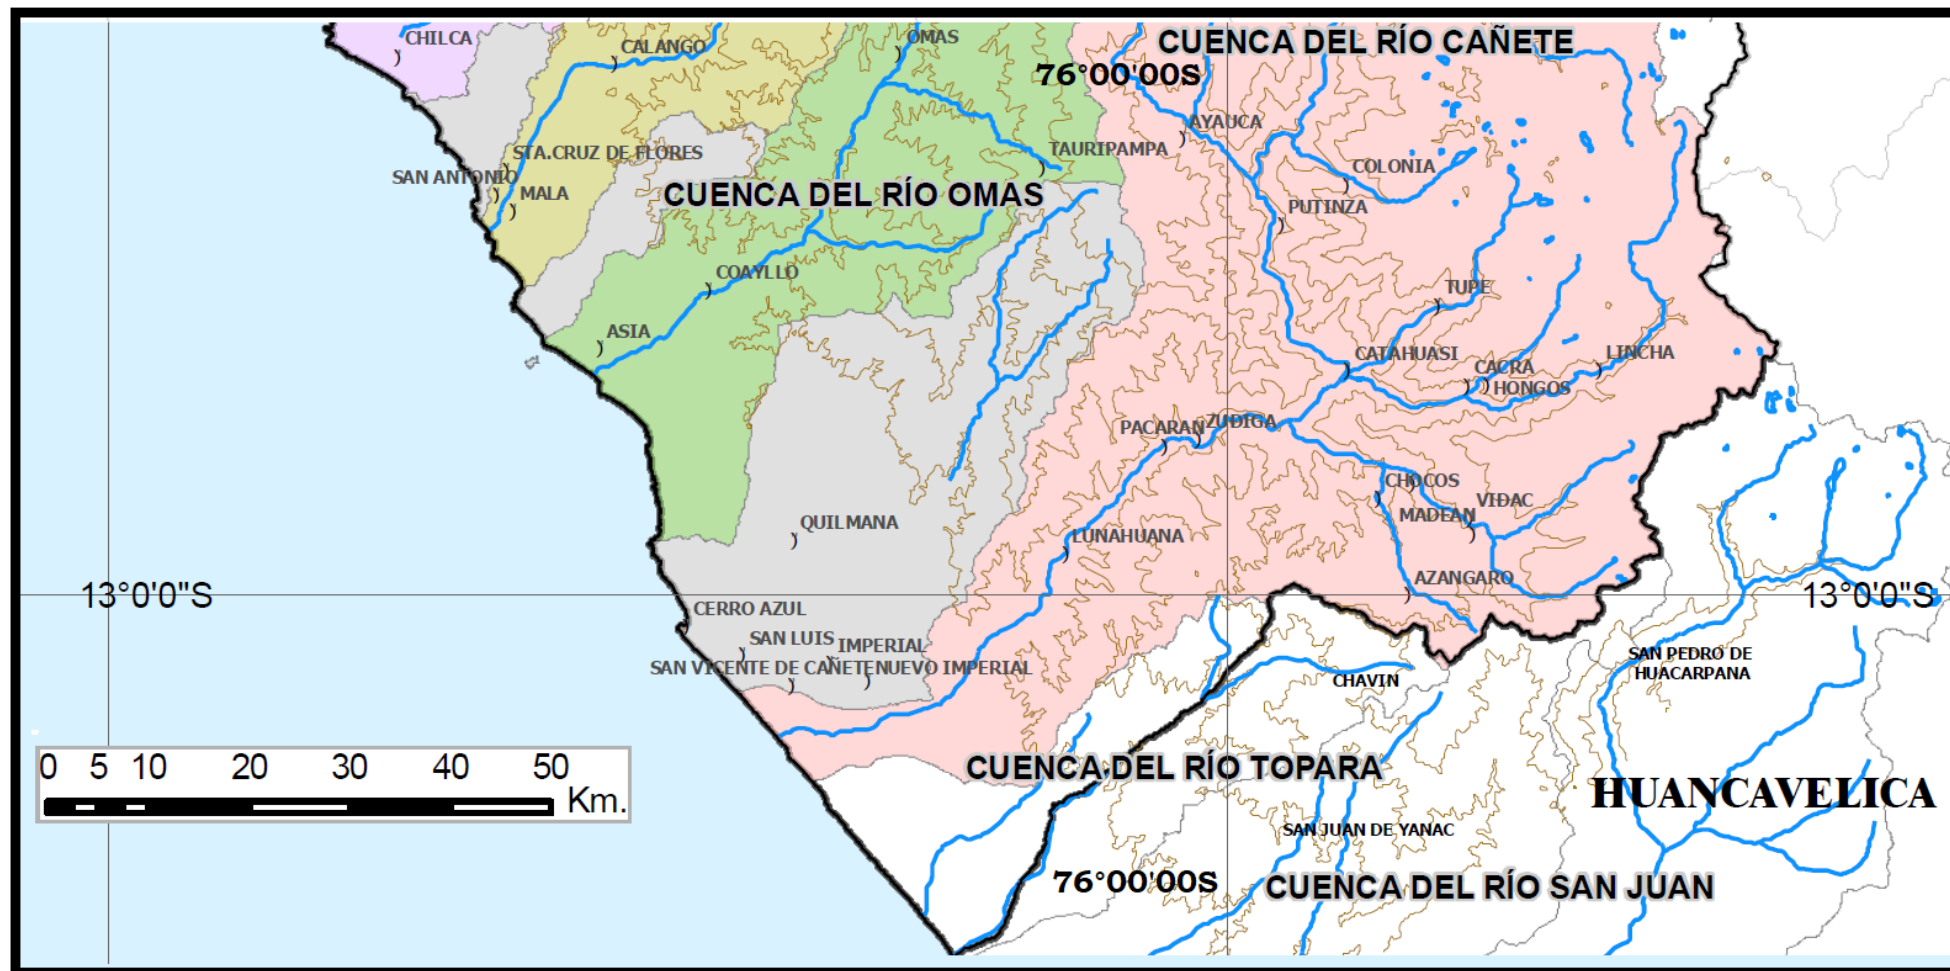 CHILCA
CALANGO
OMAS
CUENCA DEL RÍO CAÑETE
76°00'00S
AYAUCA
STA.CRUZ DE FLORES
TAURIPAMPA
COLONIA
SAN ANTONIO
MALA
CUENCA DEL RÍO OMAS
PUTINZA
COAYLLO
TUPE
ASIA
CATAHUASI
LINCHA
CACRA
HONGOS
PACARAN
ZUDIGA
CHOCOS
VIDAC
MADEAN
QUILMANA
LUNAHUANA
AZANGARO
13°0'0"S
13°0'0"S
CERRO AZUL
SAN LUIS
IMPERIAL
SAN VICENTE DE CAÑETE
NUEVO IMPERIAL
SAN PEDRO DE
HUACARPANA
CHAVIN
CUENCA DEL RÍO TOPARA
0 5 10 20 30 40 50
Km.
HUANCAVELICA
SAN JUAN DE YANAC
76°00'00S
CUENCA DEL RÍO SAN JUAN